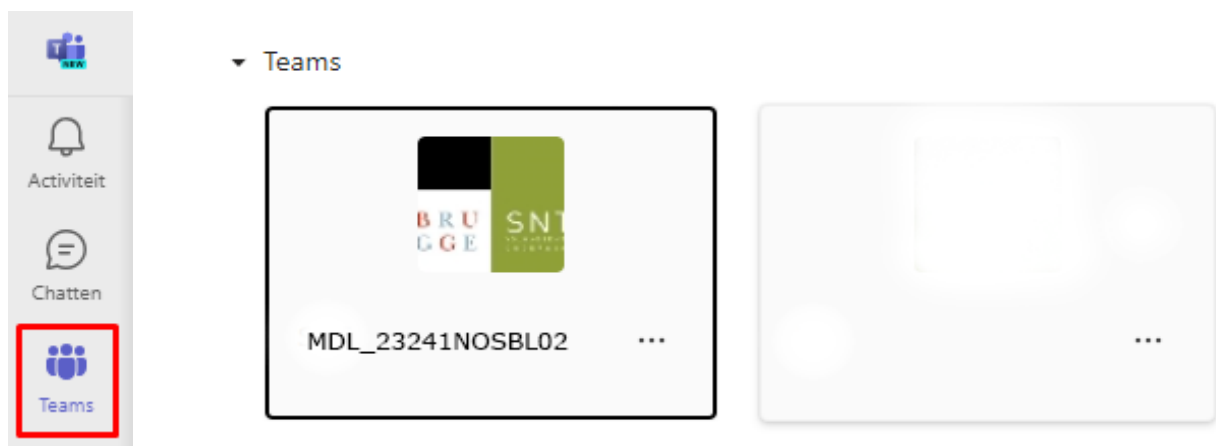 NEW
Activiteit
Chatten
Teams
Teams
BRU
GGE
SNT
MDL_23241NOSBL02